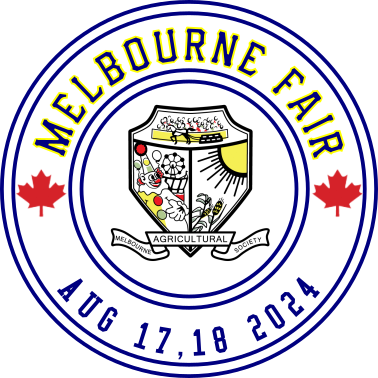 MELBOURNE FAIR
MELBOURNE AGRICULTURAL SOCIETY
AUG 17,18 2024